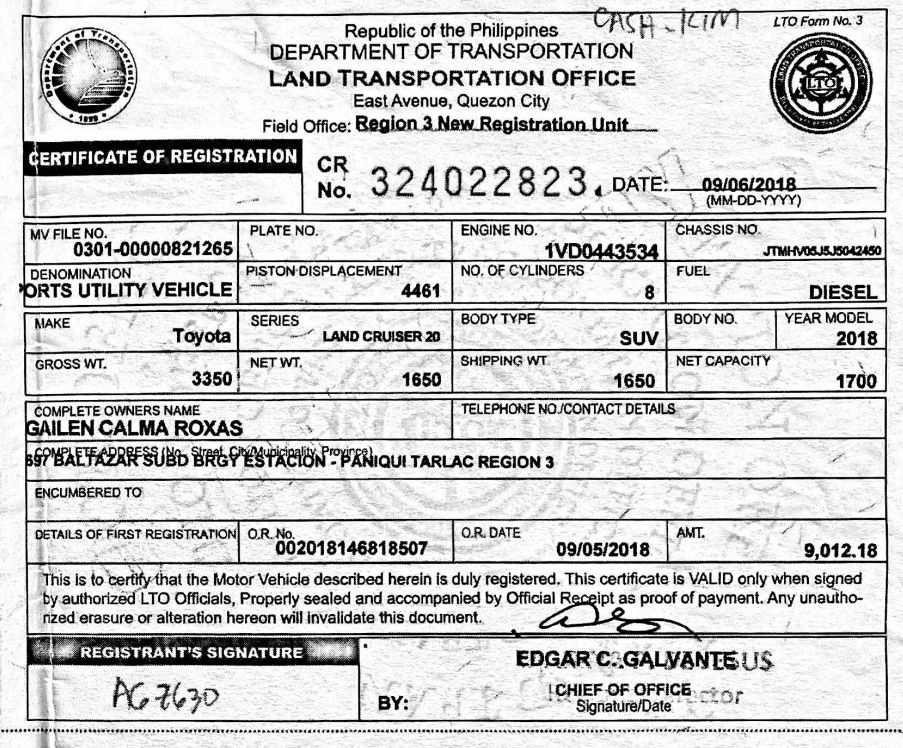 CASH - KIM
LTO Form No. 3
Republic of the Philippines
DEPARTMENT OF TRANSPORTATION
LAND TRANSPORTATION OFFICE
East Avenue, Quezon City
Field Office: Region 3 New Registration Unit
Department of Transportation
1899
LTO
CERTIFICATE OF REGISTRATION
CR No. 324022823. DATE: 09/06/2018
(MM-DD-YYYY)
MV FILE NO. PLATE NO. ENGINE NO. CHASSIS NO.
0301-00000821265 1VD0443534 JTMHV05J5J5042450
DENOMINATION PISTON DISPLACEMENT NO. OF CYLINDERS FUEL
ORTS UTILITY VEHICLE 4461 8 DIESEL
MAKE SERIES BODY TYPE BODY NO. YEAR MODEL
Toyota LAND CRUISER 20 SUV 2018
GROSS WT. NET WT. SHIPPING WT. NET CAPACITY
3350 1650 1650 1700
COMPLETE OWNERS NAME TELEPHONE NO./CONTACT DETAILS
GAILEN CALMA ROXAS
COMPLETE ADDRESS (No., Street, City/Municipality, Province)
697 BALTAZAR SUBD BRGY ESTACION - PANIQUI TARLAC REGION 3
ENCUMBERED TO
DETAILS OF FIRST REGISTRATION O.R. No. O.R. DATE AMT.
002018146818507 09/05/2018 9,012.18
This is to certify that the Motor Vehicle described herein is duly registered. This certificate is VALID only when signed
by authorized LTO Officials, Properly sealed and accompanied by Official Receipt as proof of payment. Any unautho-
rized erasure or alteration hereon will invalidate this document.
REGISTRANT'S SIGNATURE
AG 7630
EDGAR C. GALVANTE
BY: CHIEF OF OFFICE
Signature/Date